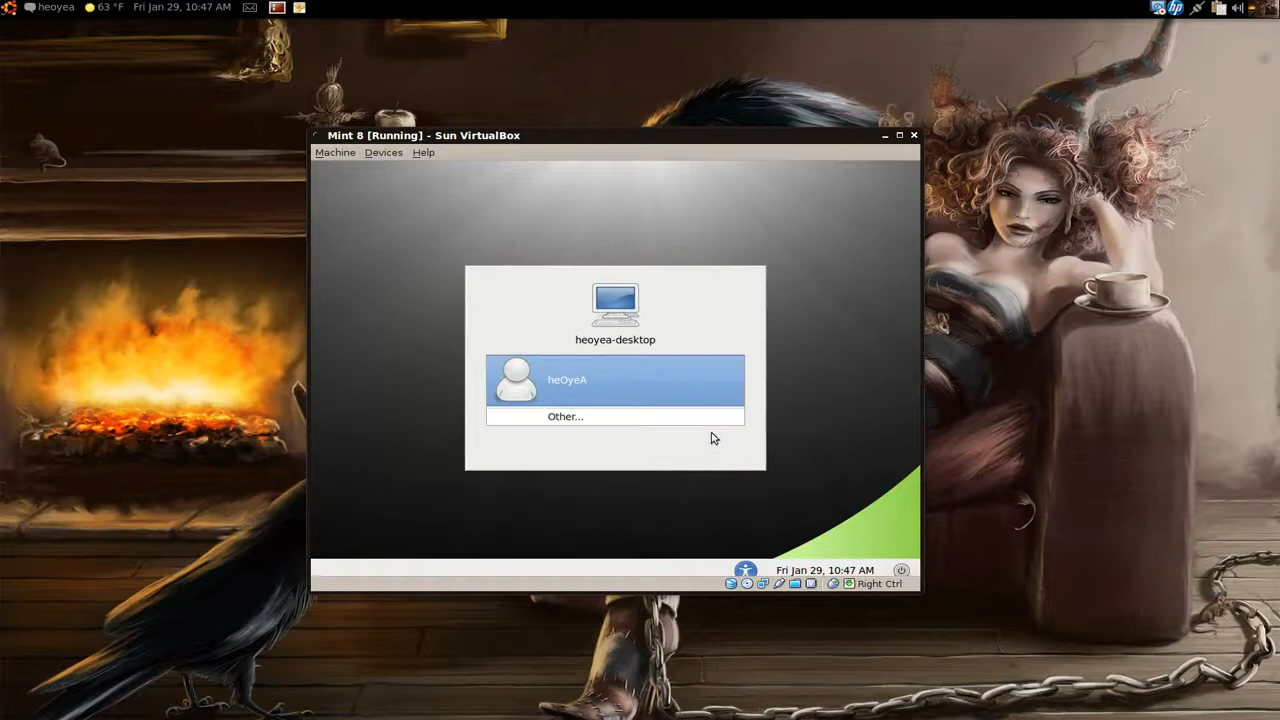 heoyea 63 °F Fri Jan 29, 10:47 AM
Mint 8 [Running] - Sun VirtualBox
Machine Devices Help
heoyea-desktop
heOyeA
Other...
Fri Jan 29, 10:47 AM
Right Ctrl